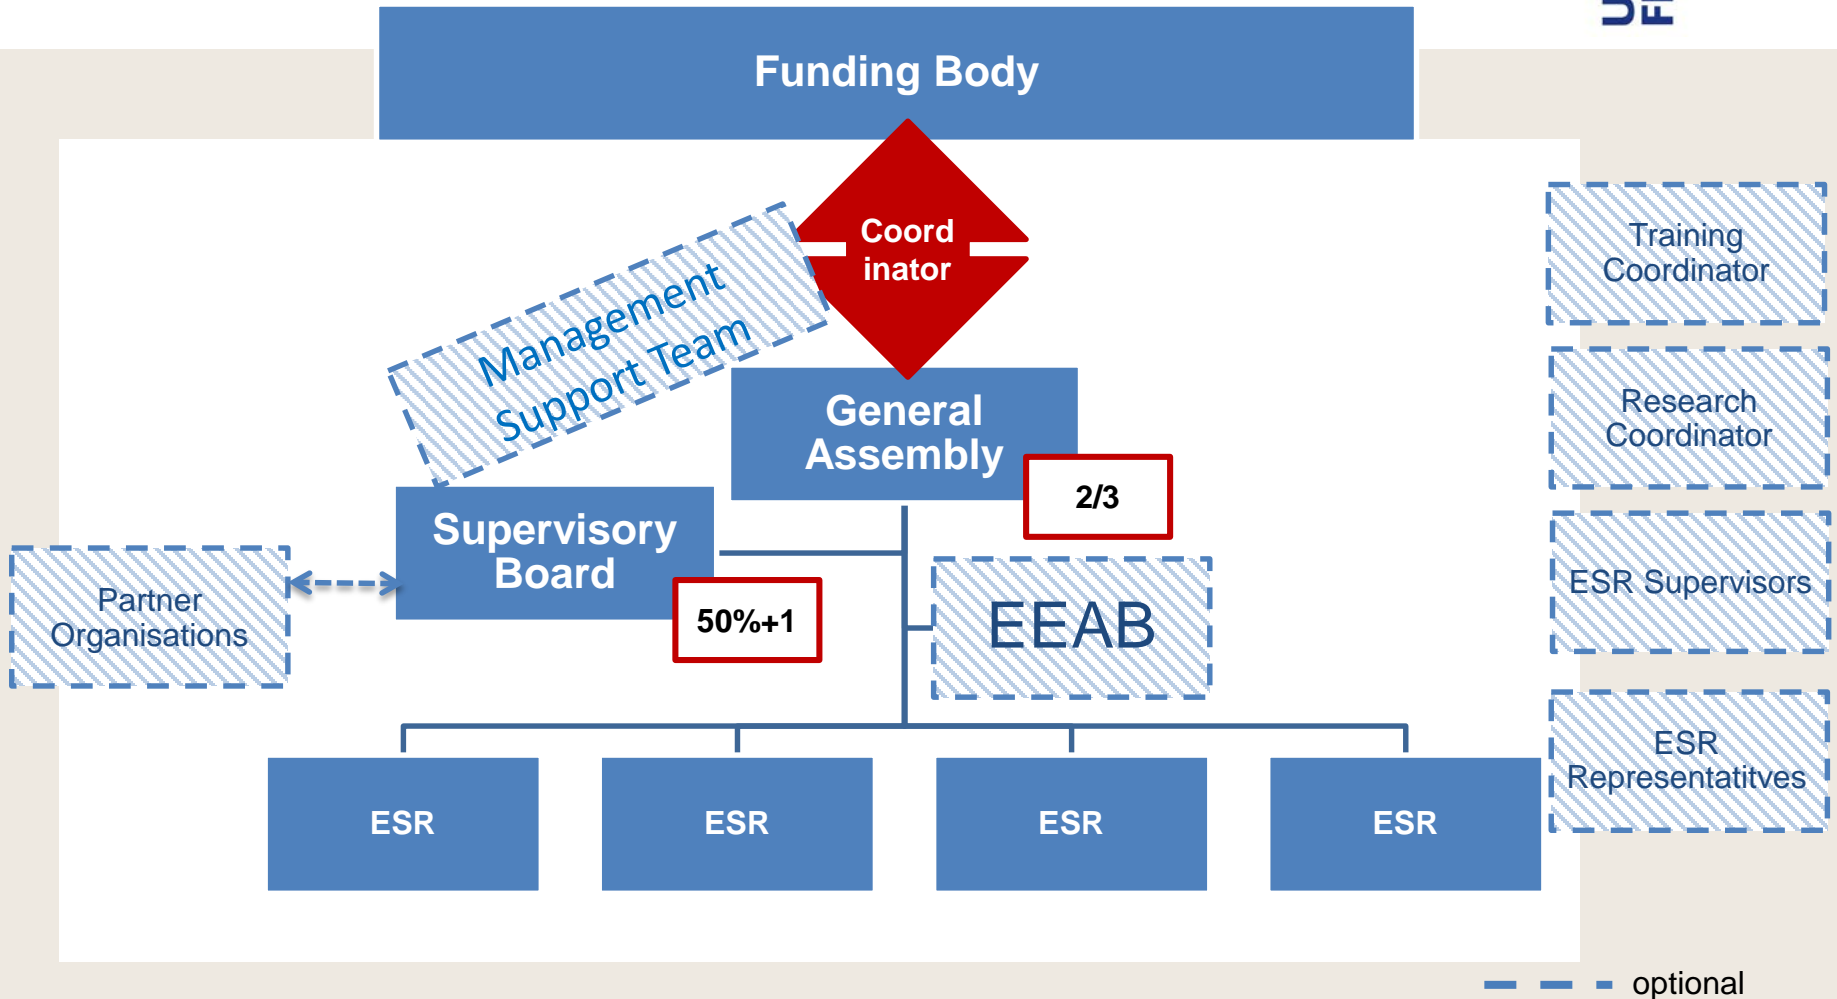 U
FF
Funding Body
Coord
inator
Training
Coordinator
Management
Support Team
Research
Coordinator
General
Assembly
2/3
Supervisory
Board
50%+1
Partner
Organisations
EEAB
ESR Supervisors
ESR
Representatitves
ESR
ESR
ESR
ESR
optional